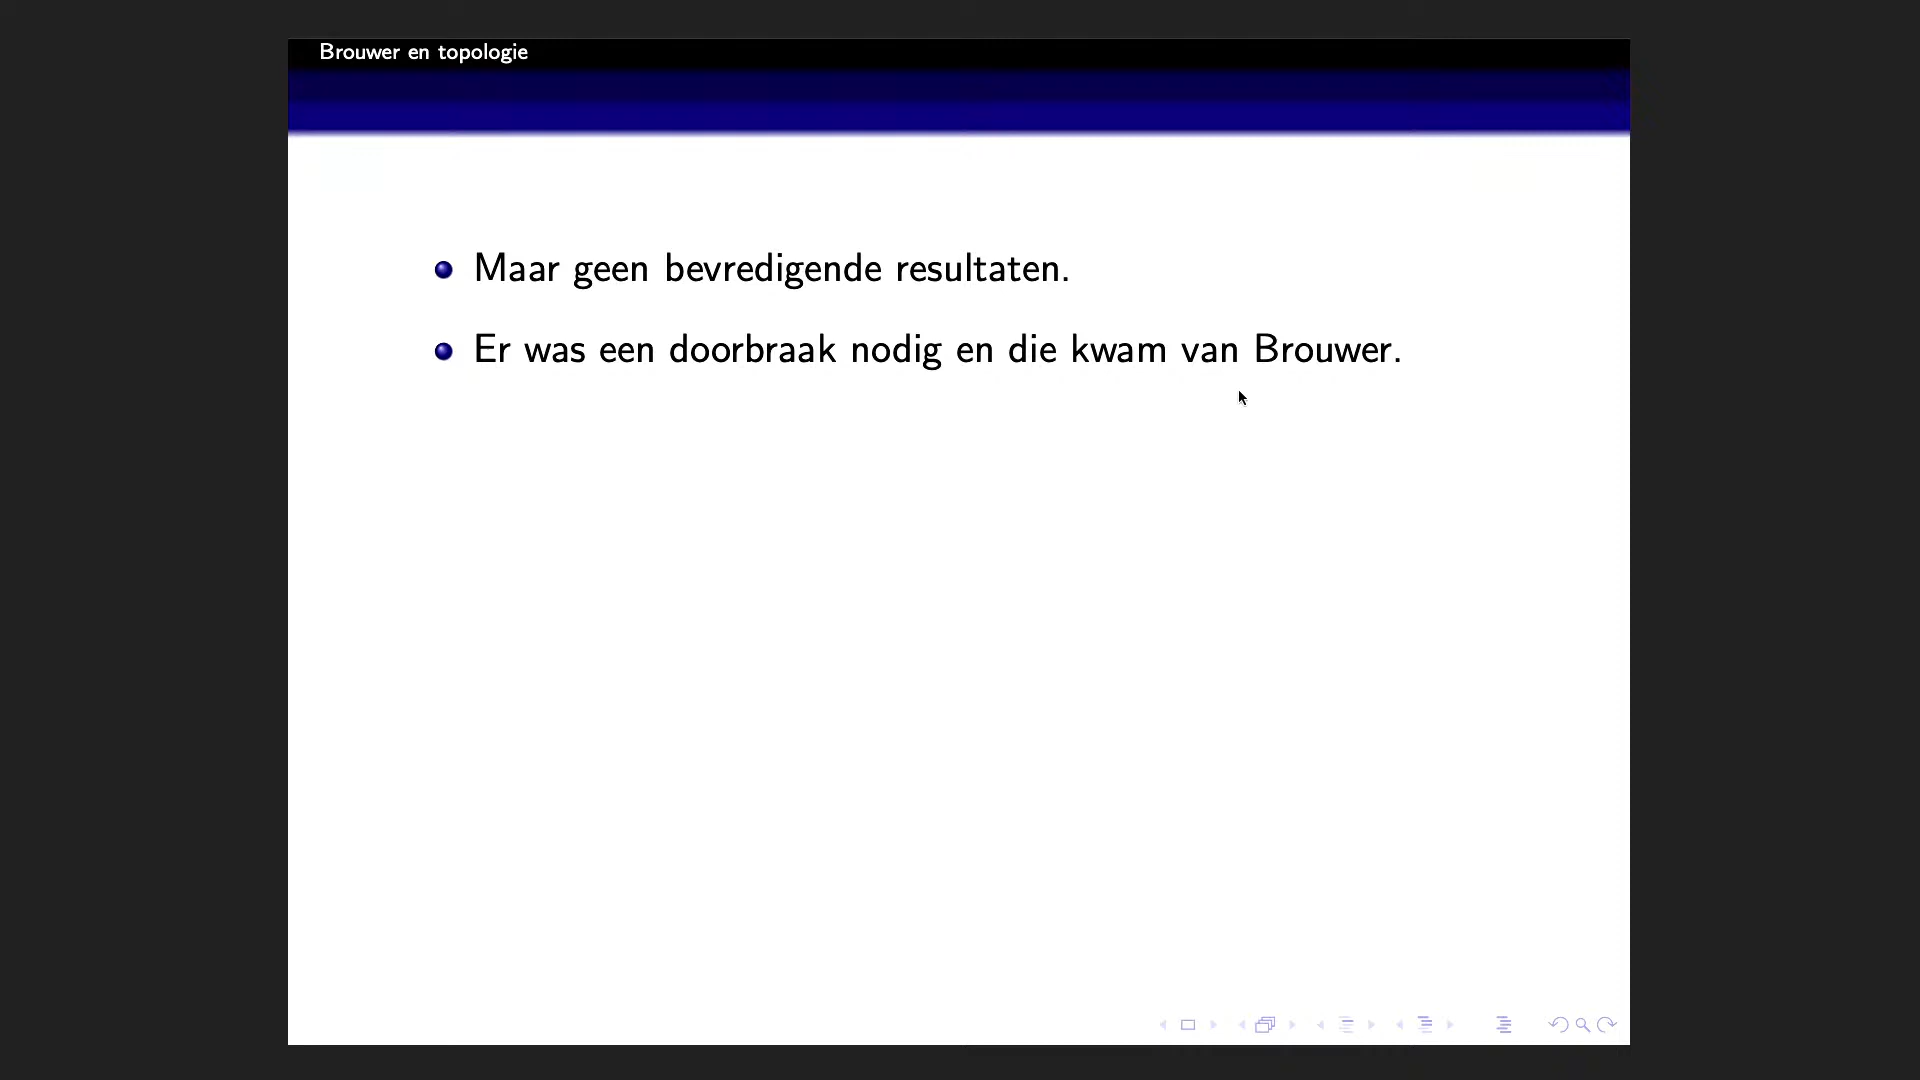 Brouwer en topologie
Maar geen bevredigende resultaten.
Er was een doorbraak nodig en die kwam van Brouwer.